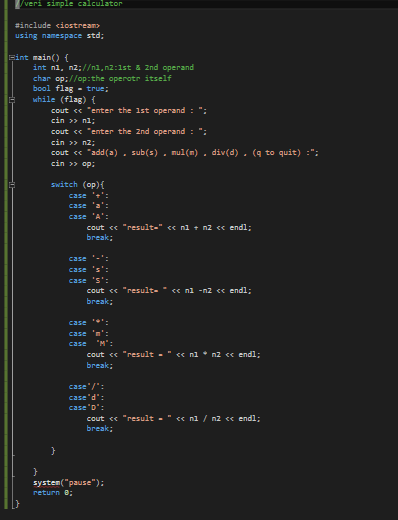 //veri simple calculator
#include <iostream>
using namespace std;
int main() {
int n1, n2;//n1,n2:1st & 2nd operand
char op;//op:the operotr itself
bool flag = true;
while (flag) {
cout << "enter the 1st operand : ";
cin >> n1;
cout << "enter the 2nd operand : ";
cin >> n2;
cout << "add(a) , sub(s) , mul(m) , div(d) , (q to quit) :";
cin >> op;
switch (op){
case '+':
case 'a':
case 'A':
cout << "result=" << n1 + n2 << endl;
break;
case '-':
case 's':
case 'S':
cout << "result= " << n1 -n2 << endl;
break;
case '*':
case 'm':
case  'M':
cout << "result = " << n1 * n2 << endl;
break;
case'/':
case'd':
case'D':
cout << "result = " << n1 / n2 << endl;
break;
}
}
system("pause");
return 0;
}